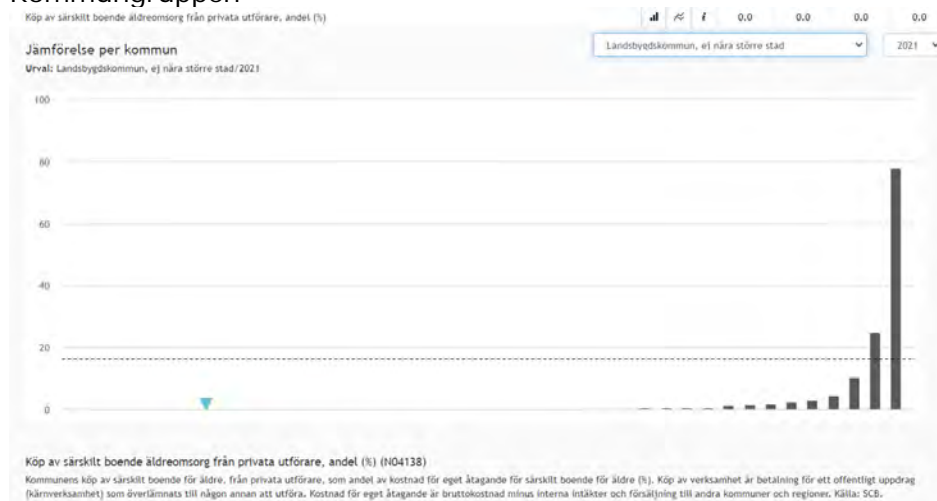 Kommungruppen
Köp av särskilt boende äldreomsorg från privata utförare, andel (%) i 0.0 0.0 0.0 0.0
Jämförelse per kommun
Landsbygdskommun, ej nära större stad 2021
Urval: Landsbygdskommun, ej nära större stad/2021
100
80
60
40
20
0
Köp av särskilt boende äldreomsorg från privata utförare, andel (%) (N04138)
Kommunens köp av särskilt boende för äldre, från privata utförare, som andel av kostnad för eget åtagande för särskilt boende för äldre (%). Köp av verksamhet är betalning för ett offentligt uppdrag
(kärnverksamhet) som överlämnats till någon annan att utföra. Kostnad för eget åtagande är bruttokostnad minus interna intäkter och försäljning till andra kommuner och regioner. Källa: SCB.